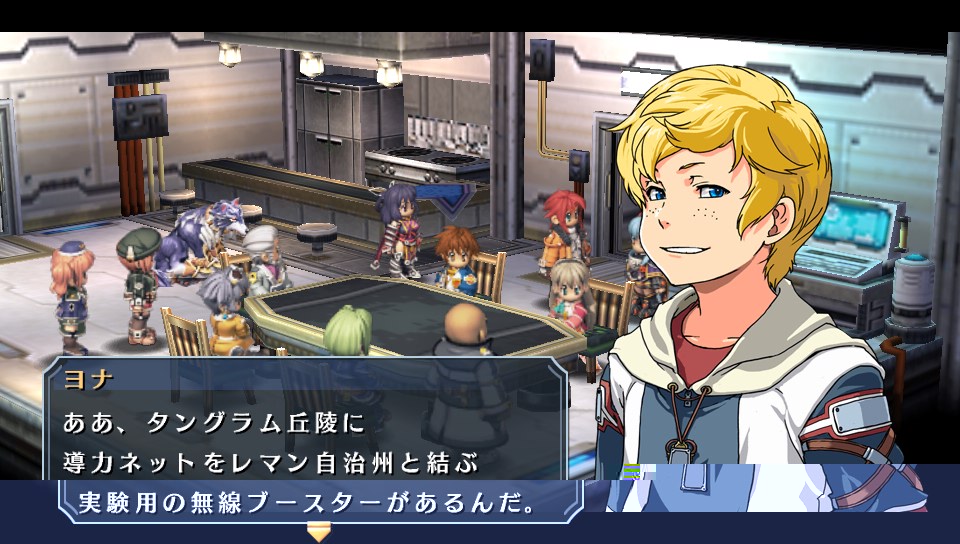 ヨナ
ああ、タングラム丘陵に
導力ネットをレマン自治州と結ぶ
実験用の無線ブースターがあるんだ。